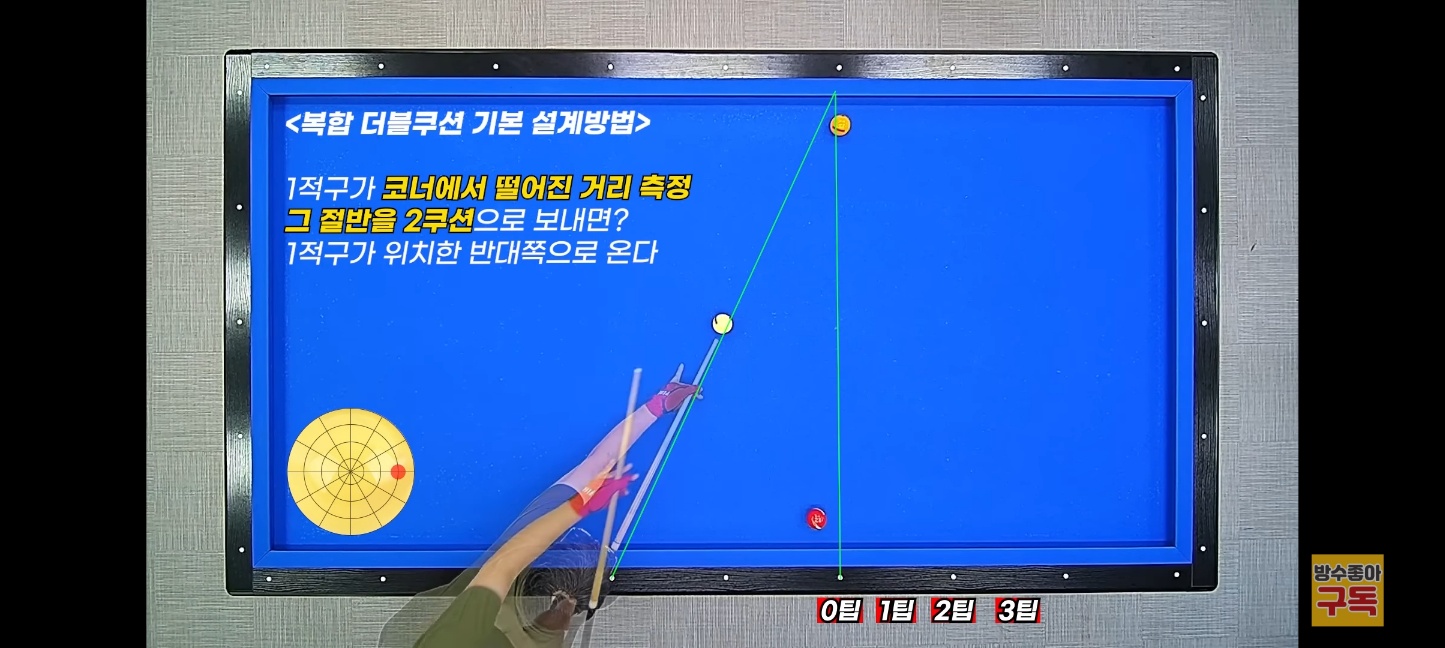 <복합 더블쿠션 기본 설계방법>
1적구가 코너에서 떨어진 거리 측정
그 절반을 2쿠션으로 보내면?
1적구가 위치한 반대쪽으로 온다
0팁 1팁 2팁 3팁
방수좋아
구독